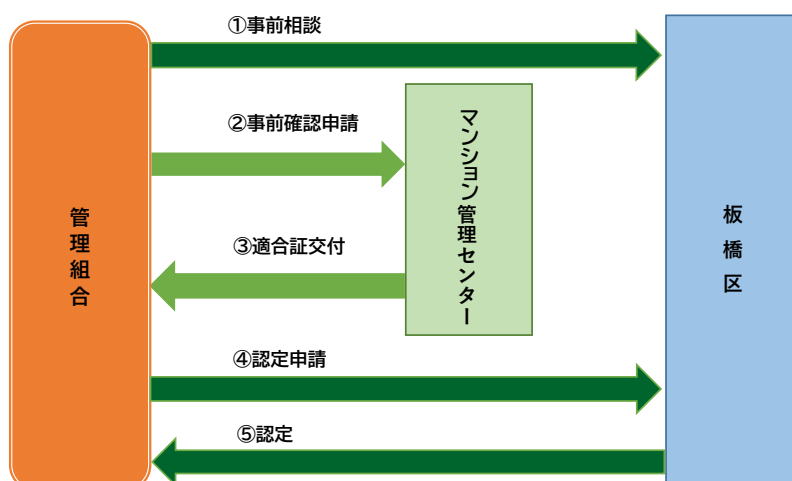 ①事前相談
②事前確認申請
マンション管理センター
管理組合
板橋区
③適合証交付
④認定申請
⑤認定